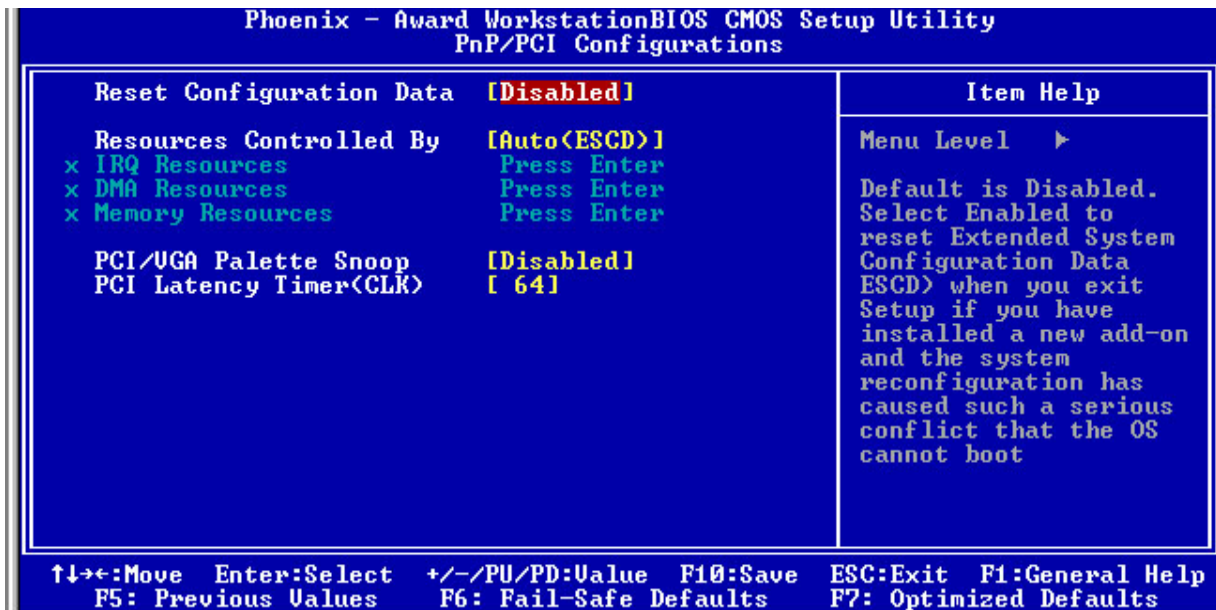 Phoenix - Award WorkstationBIOS CMOS Setup Utility
PnP/PCI Configurations
Reset Configuration Data [Disabled]
Resources Controlled By [Auto(ESCD)]
x IRQ Resources Press Enter
x DMA Resources Press Enter
x Memory Resources Press Enter
PCI/VGA Palette Snoop [Disabled]
PCI Latency Timer(CLK) [ 64]
Item Help
Menu Level ▶
Default is Disabled.
Select Enabled to
reset Extended System
Configuration Data
ESCD) when you exit
Setup if you have
installed a new add-on
and the system
reconfiguration has
caused such a serious
conflict that the OS
cannot boot
↑↓→←:Move Enter:Select +/-/PU/PD:Value F10:Save ESC:Exit F1:General Help
F5: Previous Values F6: Fail-Safe Defaults F7: Optimized Defaults